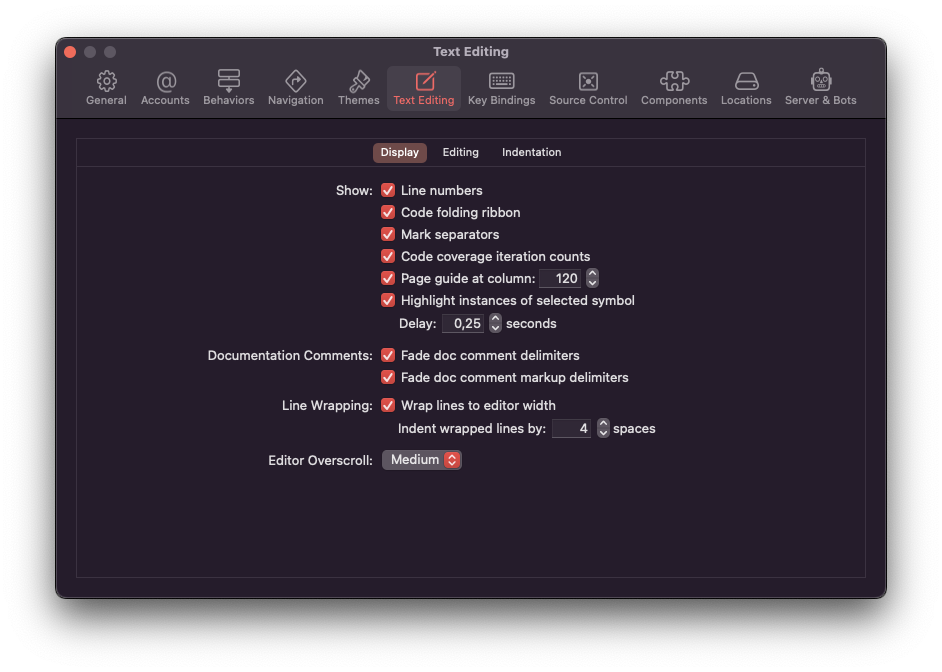 Text Editing
General Accounts Behaviors Navigation Themes Text Editing Key Bindings Source Control Components Locations Server & Bots
Display Editing Indentation
Show: Line numbers
Code folding ribbon
Mark separators
Code coverage iteration counts
Page guide at column: 120
Highlight instances of selected symbol
Delay: 0,25 seconds
Documentation Comments: Fade doc comment delimiters
Fade doc comment markup delimiters
Line Wrapping: Wrap lines to editor width
Indent wrapped lines by: 4 spaces
Editor Overscroll: Medium